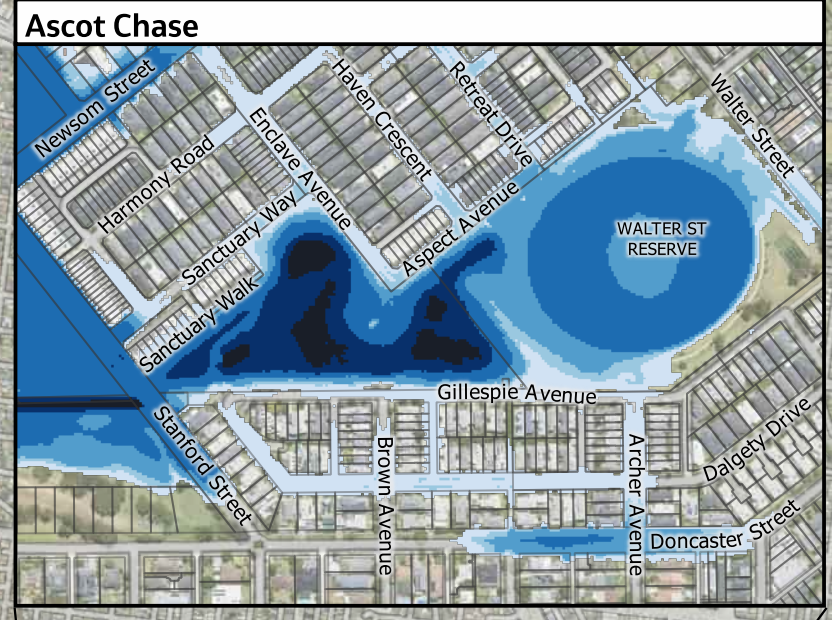 Ascot Chase
Newsom Street
Haven Crescent
Retreat Drive
Walter Street
Harmony Road
Enclave Avenue
Sanctuary Way
Aspect Avenue
WALTER ST
RESERVE
Sanctuary Walk
Gillespie Avenue
Stanford Street
Brown Avenue
Archer Avenue
Dalgety Drive
Doncaster Street